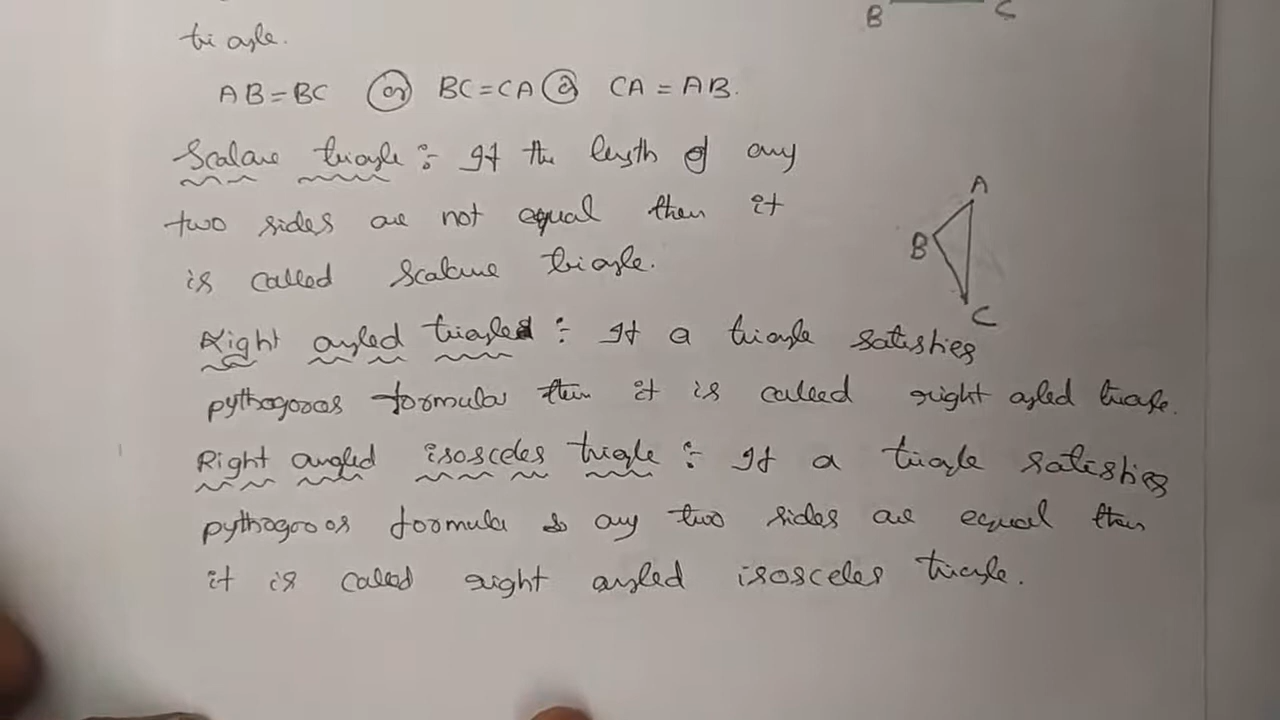 B C
triangle.
AB = BC or BC = CA or CA = AB.
Scalane triangle :- If the length of any
two sides are not equal then it
is called Scalane triangle.
A
B
C
Right angled triangle :- If a triangle satisfies
pythagoras formula then it is called right angled triangle.
Right angled isosceles triangle :- If a triangle satisfies
pythagoras formula & any two sides are equal then
it is called right angled isosceles triangle.